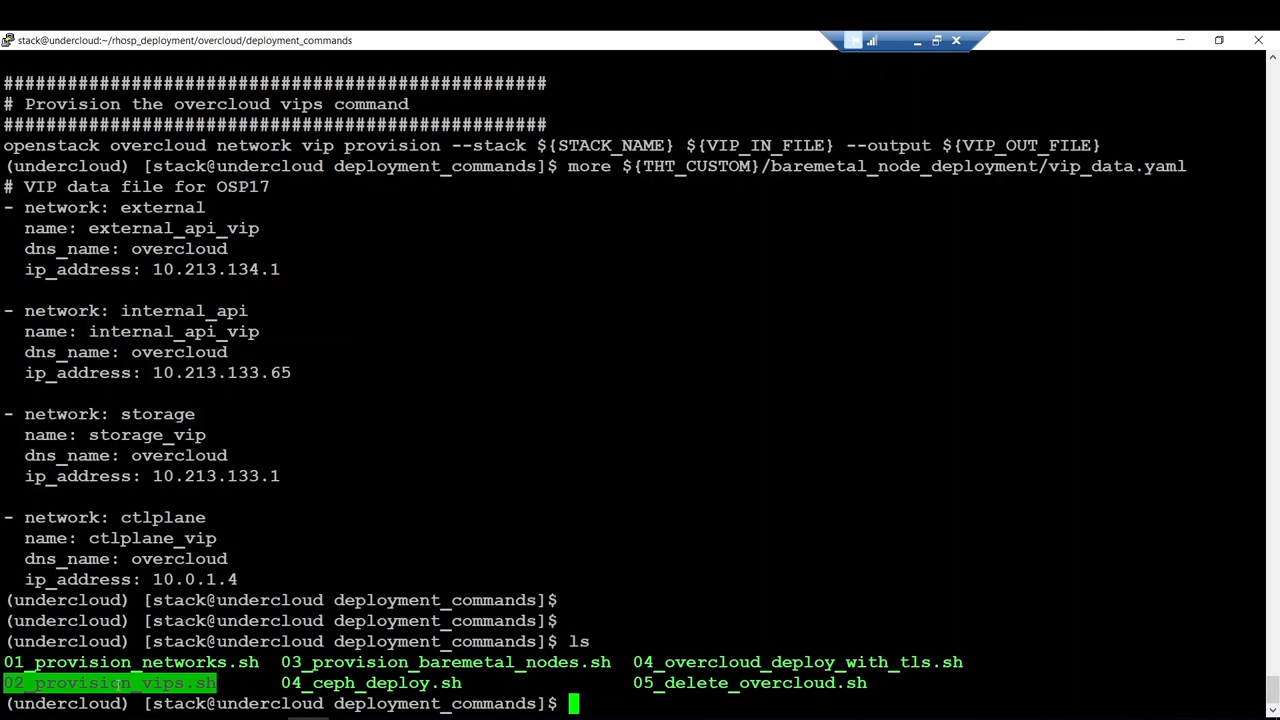 stack@undercloud:~/rhosp_deployment/overcloud/deployment_commands
###################################################
# Provision the overcloud vips command
###################################################
openstack overcloud network vip provision --stack ${STACK_NAME} ${VIP_IN_FILE} --output ${VIP_OUT_FILE}
(undercloud) [stack@undercloud deployment_commands]$ more ${THT_CUSTOM}/baremetal_node_deployment/vip_data.yaml
# VIP data file for OSP17
- network: external
  name: external_api_vip
  dns_name: overcloud
  ip_address: 10.213.134.1
- network: internal_api
  name: internal_api_vip
  dns_name: overcloud
  ip_address: 10.213.133.65
- network: storage
  name: storage_vip
  dns_name: overcloud
  ip_address: 10.213.133.1
- network: ctlplane
  name: ctlplane_vip
  dns_name: overcloud
  ip_address: 10.0.1.4
(undercloud) [stack@undercloud deployment_commands]$
(undercloud) [stack@undercloud deployment_commands]$
(undercloud) [stack@undercloud deployment_commands]$ ls
01_provision_networks.sh  03_provision_baremetal_nodes.sh  04_overcloud_deploy_with_tls.sh
02_provision_vips.sh      04_ceph_deploy.sh                05_delete_overcloud.sh
(undercloud) [stack@undercloud deployment_commands]$